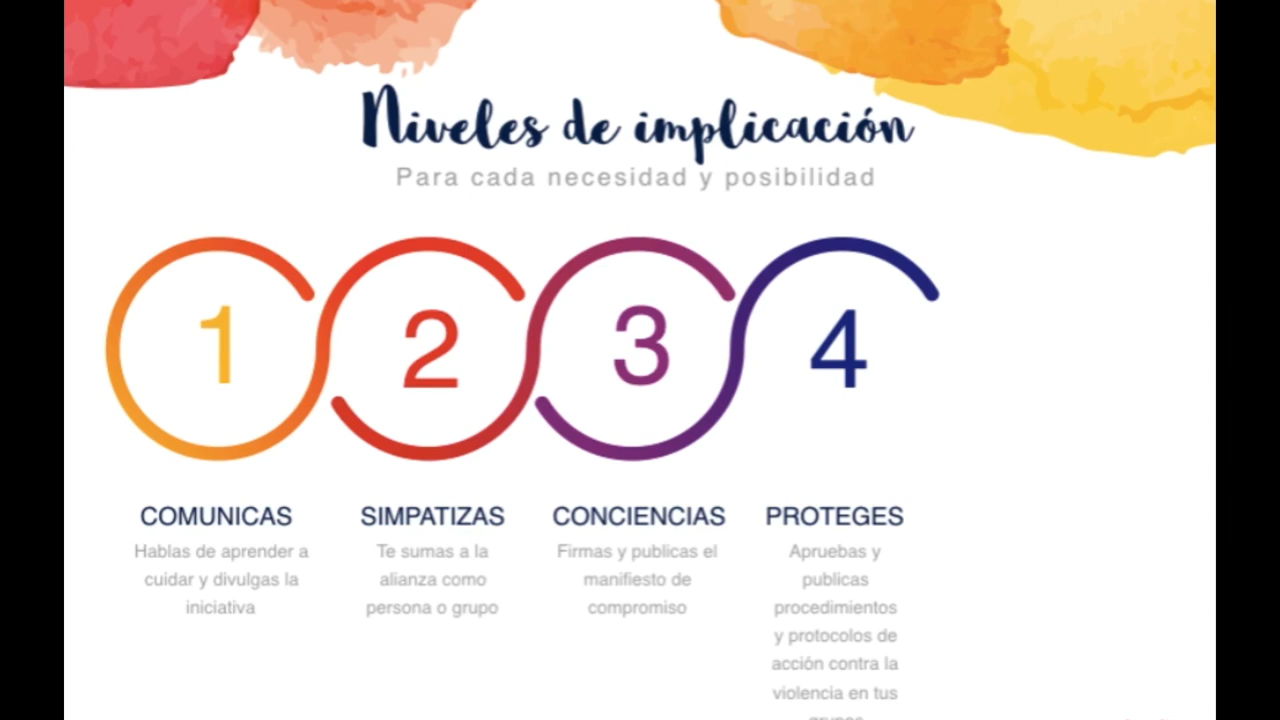 Niveles de implicación
Para cada necesidad y posibilidad
1 2 3 4
COMUNICAS
Hablas de aprender a
cuidar y divulgas la
iniciativa
SIMPATIZAS
Te sumas a la
alianza como
persona o grupo
CONCIENCIAS
Firmas y publicas el
manifiesto de
compromiso
PROTEGES
Apruebas y
publicas
procedimientos
y protocolos de
acción contra la
violencia en tus
grupos